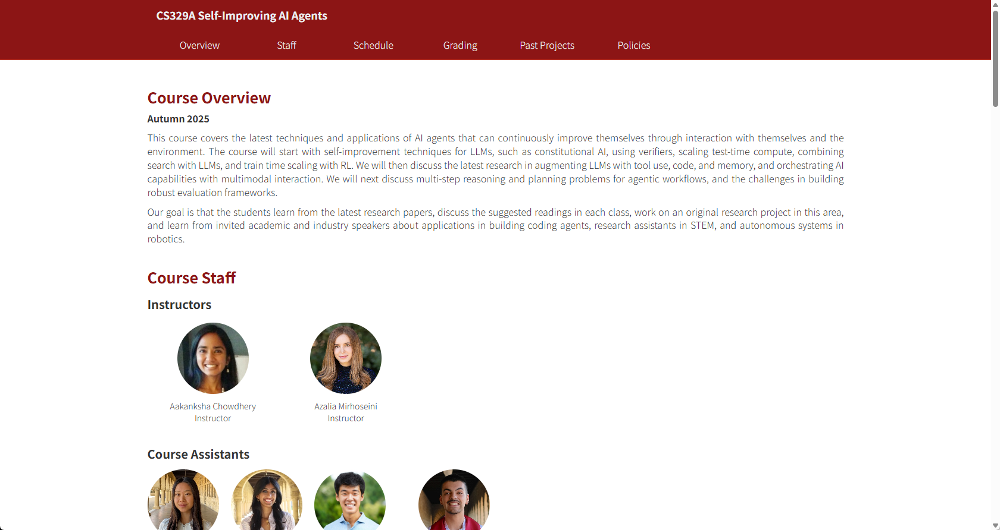 CS329A Self-Improving AI Agents
Overview
Staff
Schedule
Grading
Past Projects
Policies
Course Overview
Autumn 2025
This course covers the latest techniques and applications of AI agents that can continuously improve themselves through interaction with themselves and the
environment. The course will start with self-improvement techniques for LLMs, such as constitutional AI, using verifiers, scaling test-time compute, combining
search with LLMs, and train time scaling with RL. We will then discuss the latest research in augmenting LLMs with tool use, code, and memory, and orchestrating AI
capabilities with multimodal interaction. We will next discuss multi-step reasoning and planning problems for agentic workflows, and the challenges in building
robust evaluation frameworks.
Our goal is that the students learn from the latest research papers, discuss the suggested readings in each class, work on an original research project in this area,
and learn from invited academic and industry speakers about applications in building coding agents, research assistants in STEM, and autonomous systems in
robotics.
Course Staff
Instructors
Aakanksha Chowdhery
Instructor
Azalia Mirhoseini
Instructor
Course Assistants